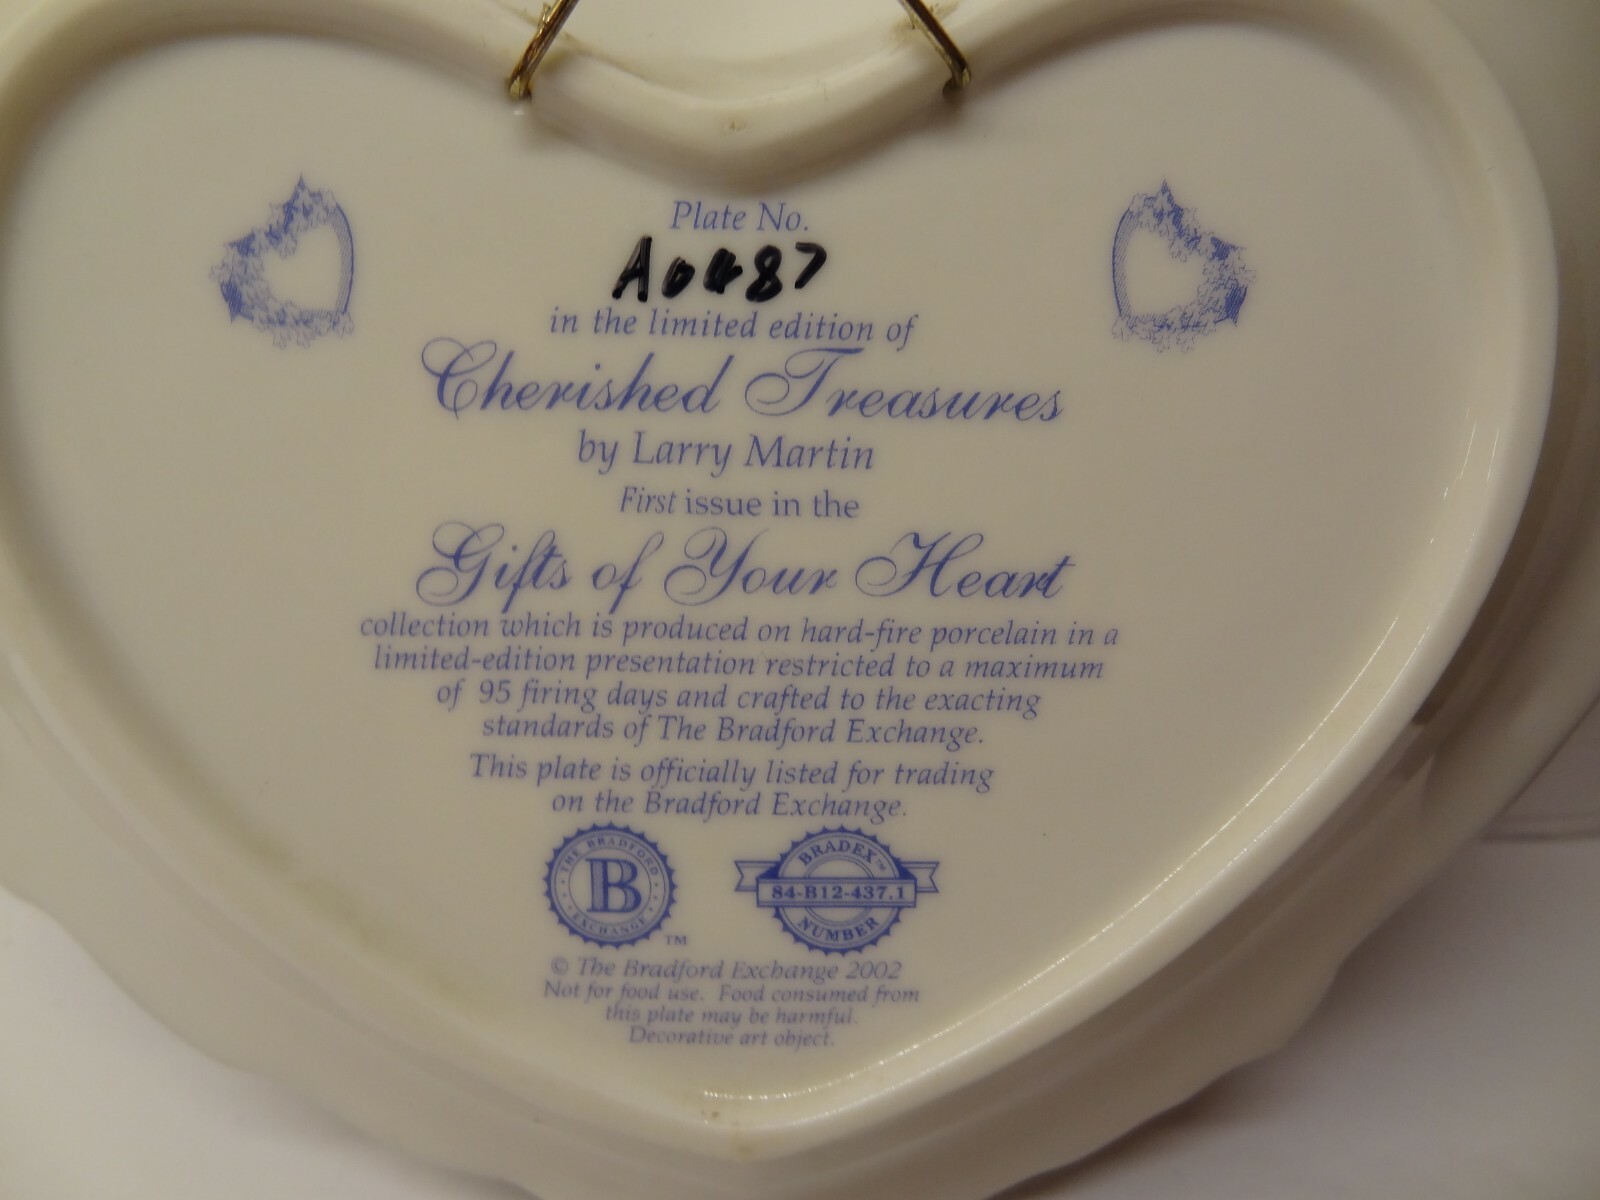 Plate No.
A0487
in the limited edition of
Cherished Treasures
by Larry Martin
First issue in the
Gifts of Your Heart
collection which is produced on hard-fire porcelain in a
limited-edition presentation restricted to a maximum
of 95 firing days and crafted to the exacting
standards of The Bradford Exchange.
This plate is officially listed for trading
on the Bradford Exchange.
THE BRADFORD
B
EXCHANGE
TM
BRADEX™
84-B12-437.1
NUMBER
© The Bradford Exchange 2002
Not for food use. Food consumed from
this plate may be harmful.
Decorative art object.